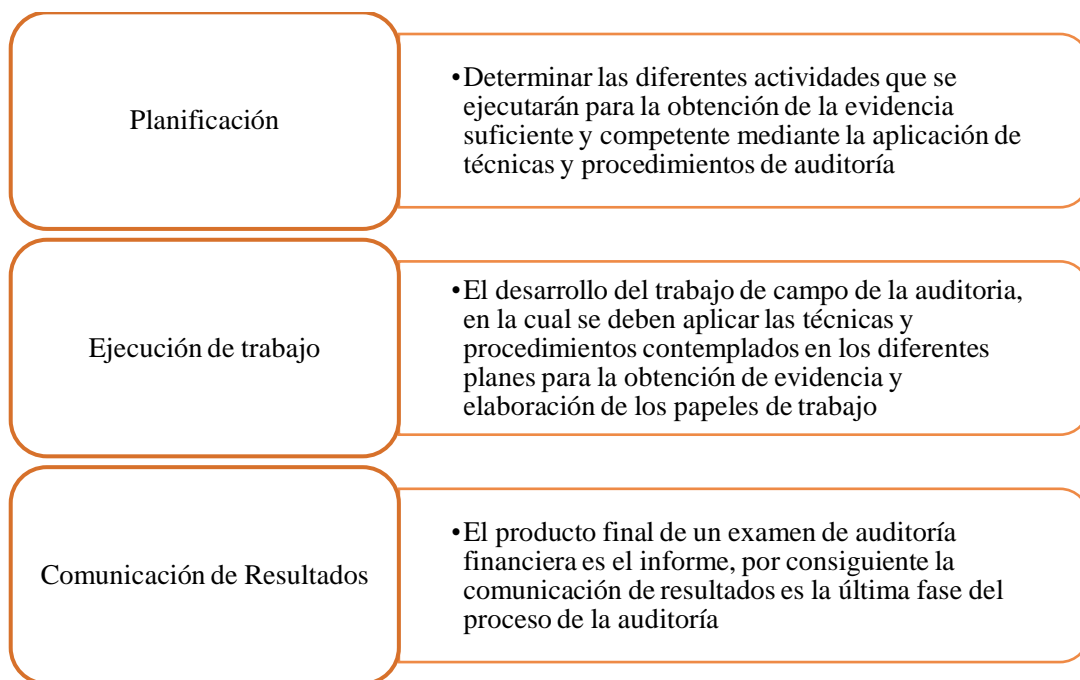 Planificación
•Determinar las diferentes actividades que se
ejecutarán para la obtención de la evidencia
suficiente y competente mediante la aplicación de
técnicas y procedimientos de auditoría
Ejecución de trabajo
•El desarrollo del trabajo de campo de la auditoria,
en la cual se deben aplicar las técnicas y
procedimientos contemplados en los diferentes
planes para la obtención de evidencia y
elaboración de los papeles de trabajo
Comunicación de Resultados
•El producto final de un examen de auditoría
financiera es el informe, por consiguiente la
comunicación de resultados es la última fase del
proceso de la auditoría